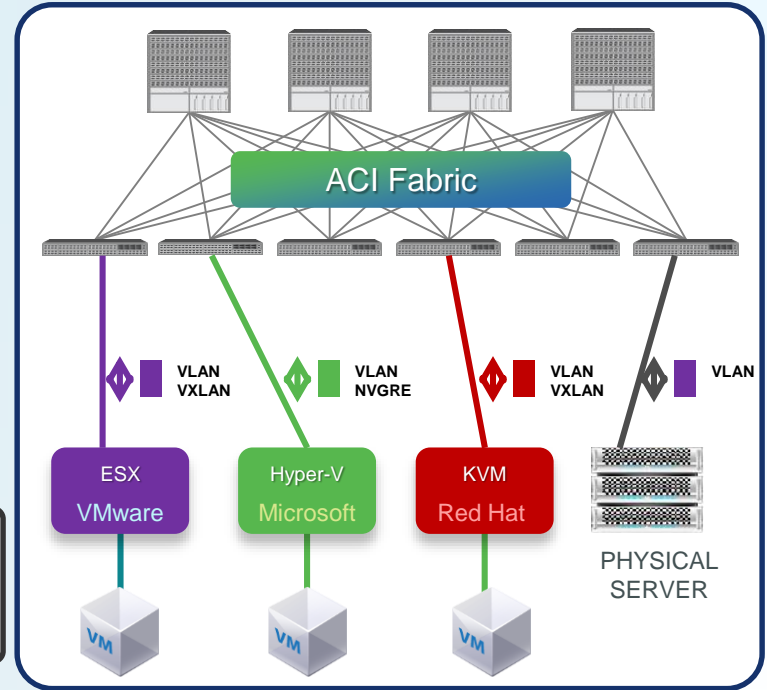 ACI Fabric
VLAN
VXLAN
VLAN
NVGRE
VLAN
VXLAN
VLAN
ESX
VMware
Hyper-V
Microsoft
KVM
Red Hat
PHYSICAL
SERVER
VM
VM
VM